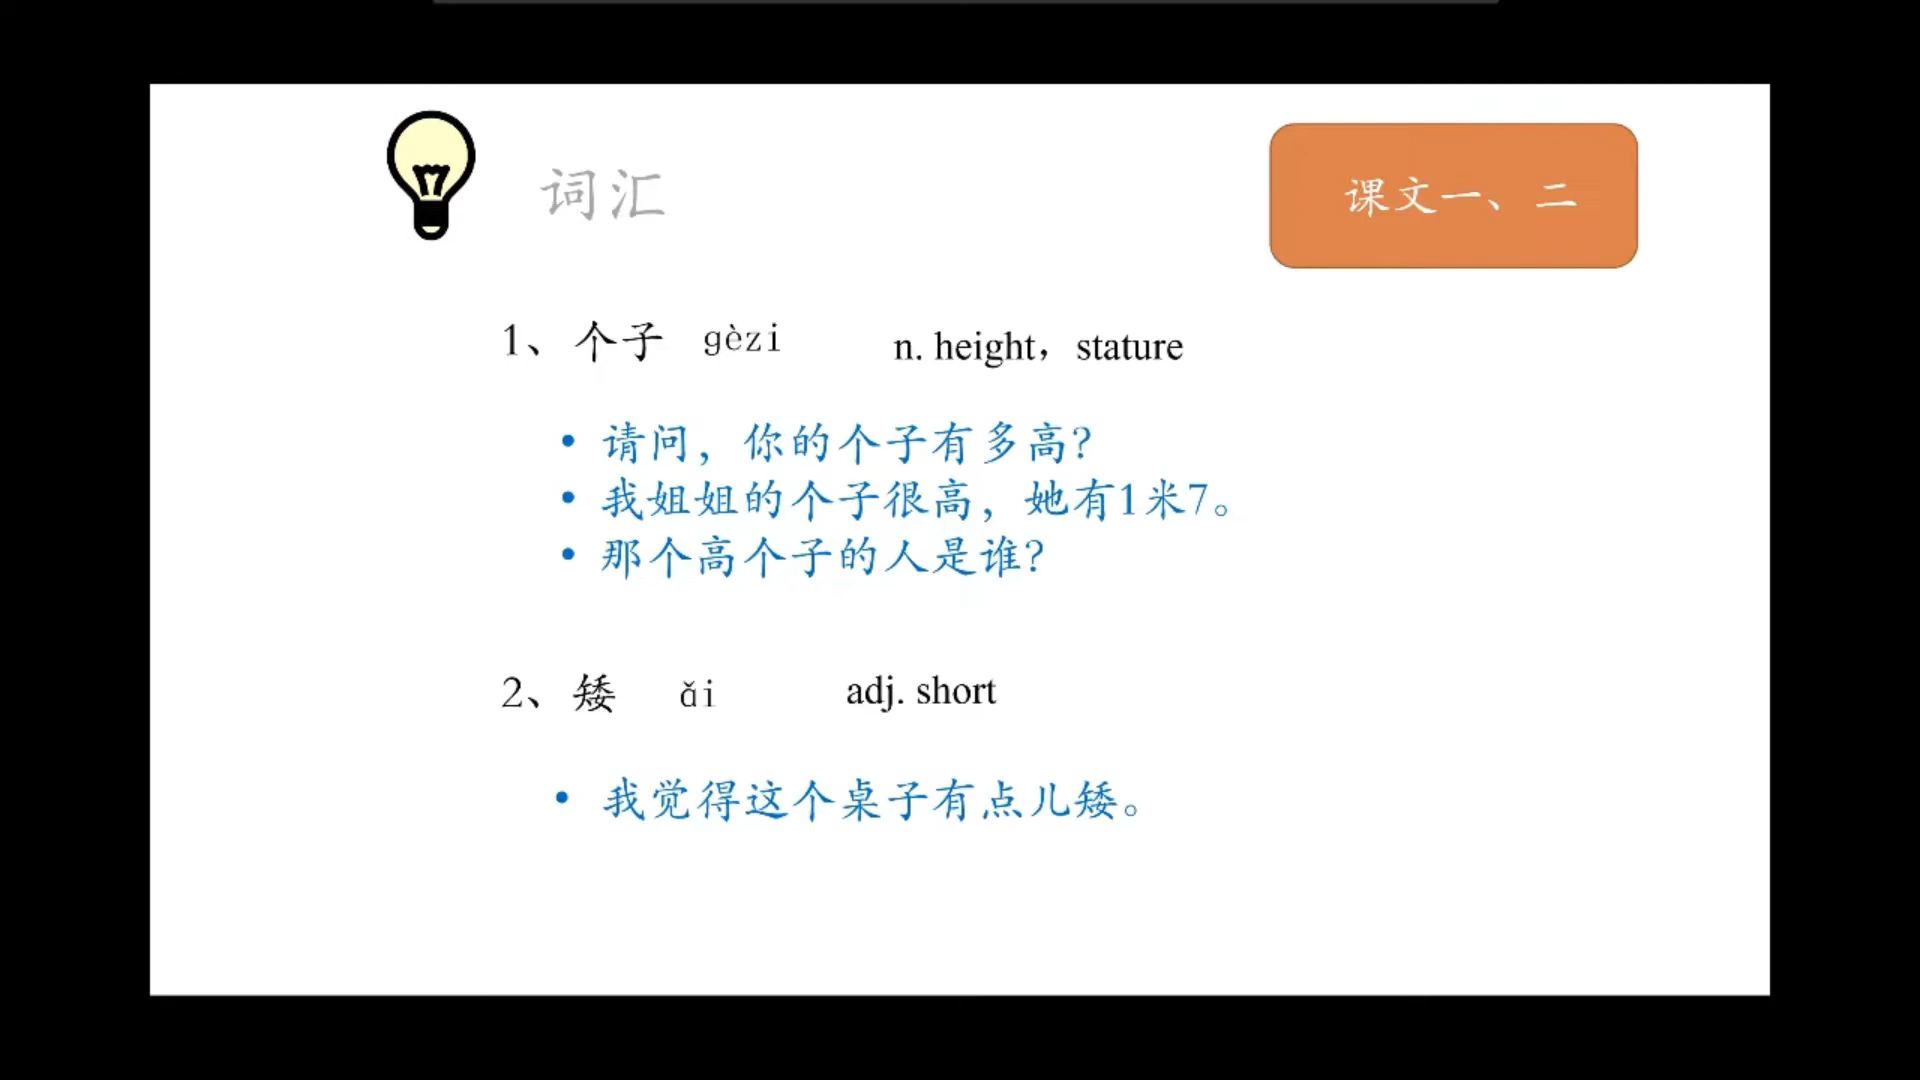 词汇
课文一、二
1、个子 gèzi n. height，stature
• 请问，你的个子有多高？
• 我姐姐的个子很高，她有1米7。
• 那个高个子的人是谁？
2、矮 ǎi adj. short
• 我觉得这个桌子有点儿矮。